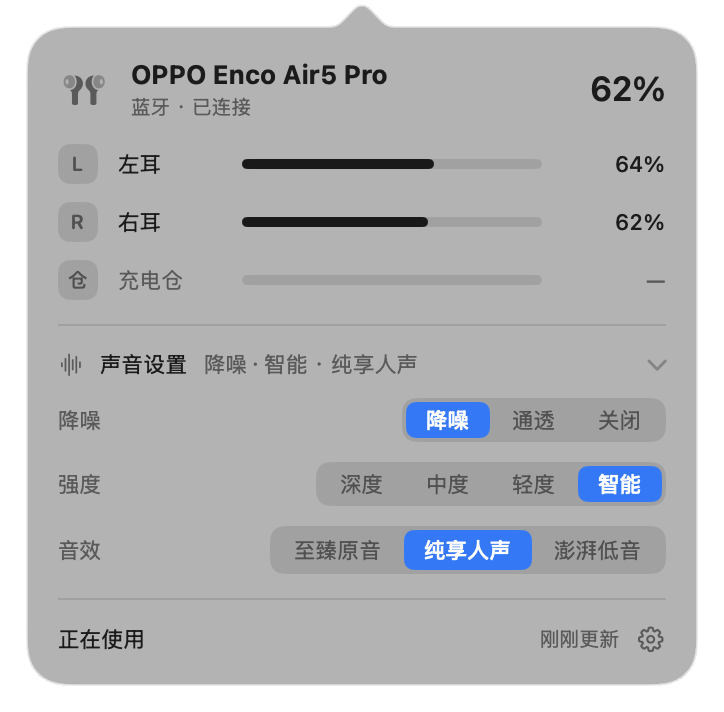 OPPO Enco Air5 Pro
蓝牙 · 已连接
62%
L 左耳 64%
R 右耳 62%
仓 充电仓 —
声音设置 降噪 · 智能 · 纯享人声
降噪 降噪 通透 关闭
强度 深度 中度 轻度 智能
音效 至臻原音 纯享人声 澎湃低音
正在使用 刚刚更新